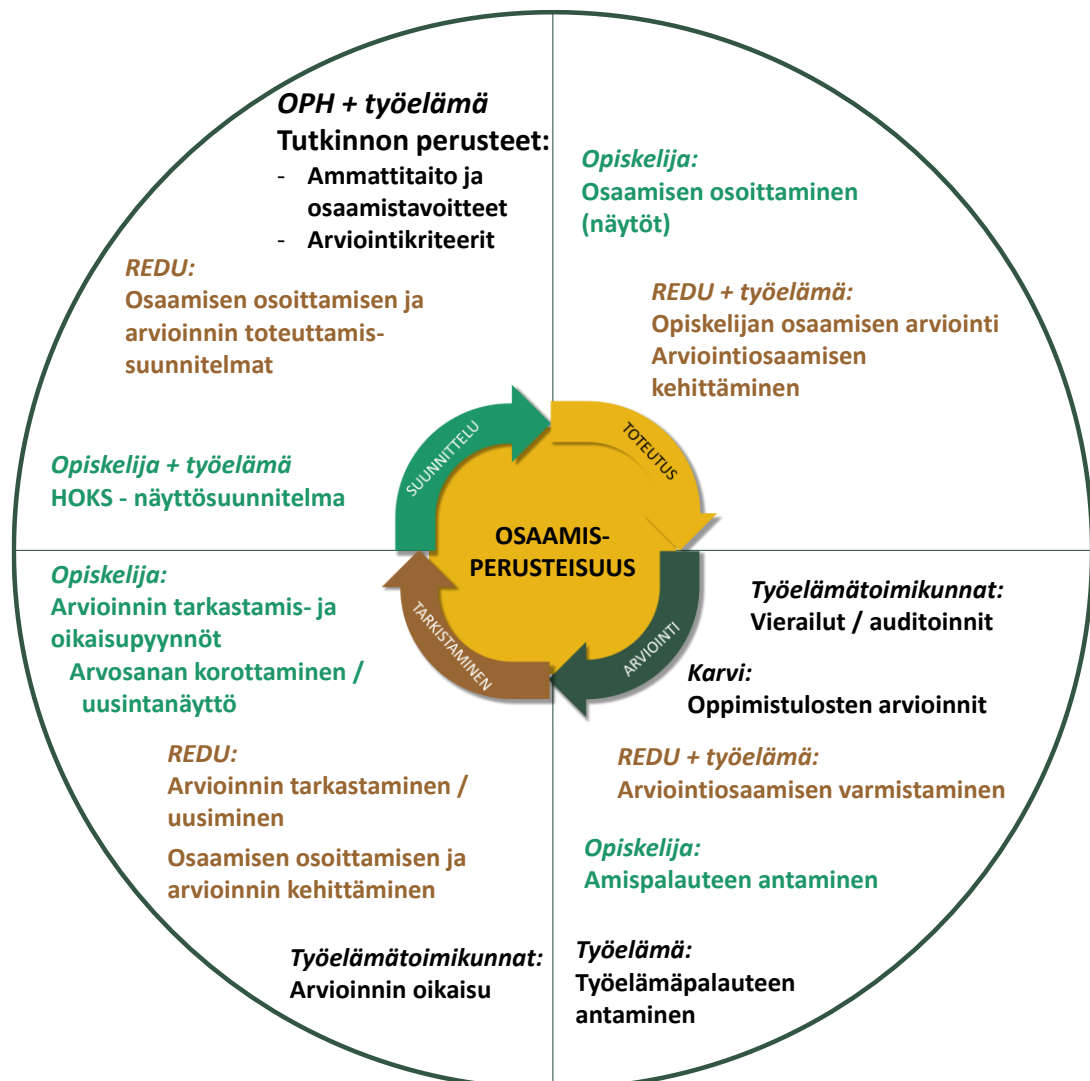 OPH + työelämä
Tutkinnon perusteet:
- Ammattitaito ja
osaamistavoitteet
- Arviointikriteerit
REDU:
Osaamisen osoittamisen ja
arvioinnin toteuttamis-
suunnitelmat
Opiskelija + työelämä
HOKS - näyttösuunnitelma
Opiskelija:
Osaamisen osoittaminen
(näytöt)
REDU + työelämä:
Opiskelijan osaamisen arviointi
Arviointiosaamisen
kehittäminen
SUUNNITTELU
TOTEUTUS
OSAAMIS-
PERUSTEISUUS
TARKISTAMINEN
ARVIOINTI
Työelämätoimikunnat:
Vierailut / auditoinnit
Karvi:
Oppimistulosten arvioinnit
REDU + työelämä:
Arviointiosaamisen varmistaminen
Opiskelija:
Amispalauteen antaminen
Työelämä:
Työelämäpalauteen
antaminen
Opiskelija:
Arvioinnin tarkastamis- ja
oikaisupyynnöt
Arvosanan korottaminen /
uusintanäyttö
REDU:
Arvioinnin tarkastaminen /
uusiminen
Osaamisen osoittamisen ja
arvioinnin kehittäminen
Työelämätoimikunnat:
Arvioinnin oikaisu